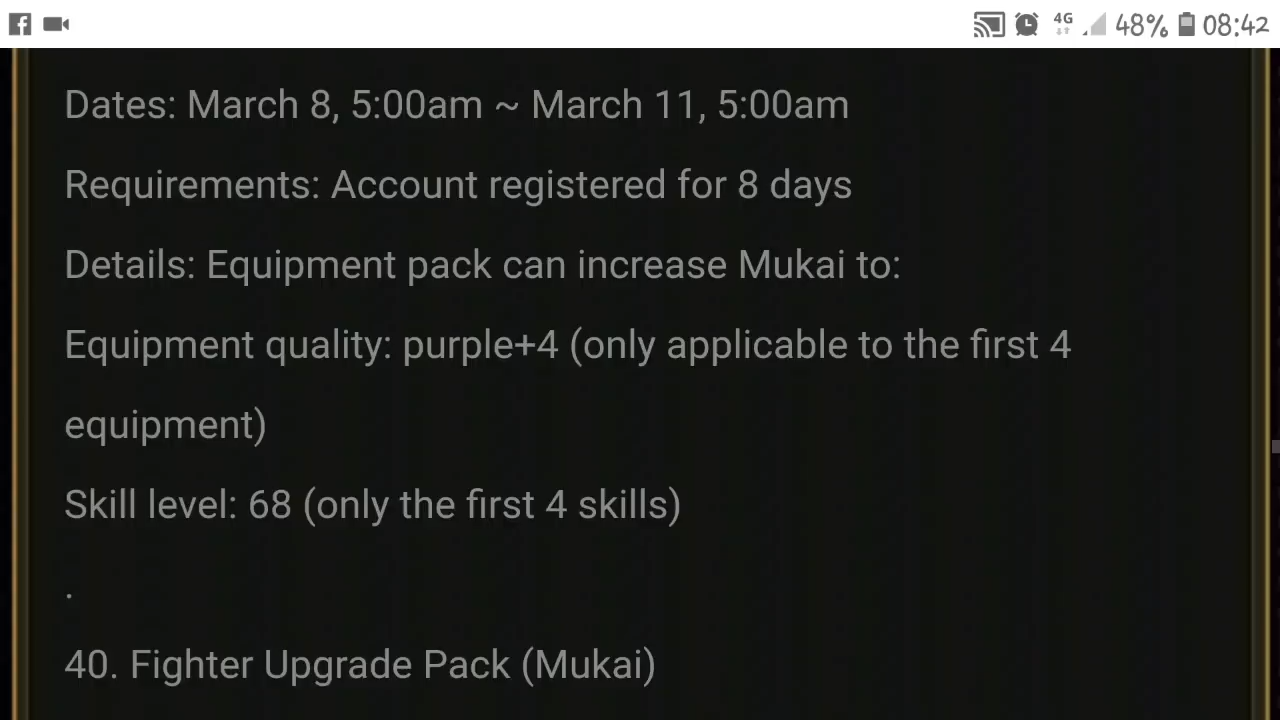 4G 48% 08:42
Dates: March 8, 5:00am ~ March 11, 5:00am
Requirements: Account registered for 8 days
Details: Equipment pack can increase Mukai to:
Equipment quality: purple+4 (only applicable to the first 4
equipment)
Skill level: 68 (only the first 4 skills)
.
40. Fighter Upgrade Pack (Mukai)